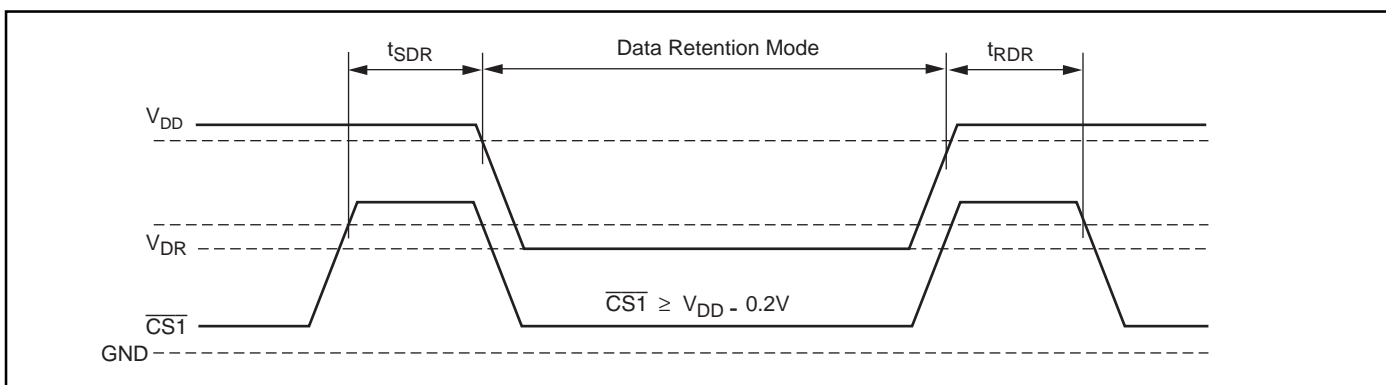 tSDR
Data Retention Mode
tRDR
VDD
VDR
CS1 ≥ VDD - 0.2V
CS1
GND